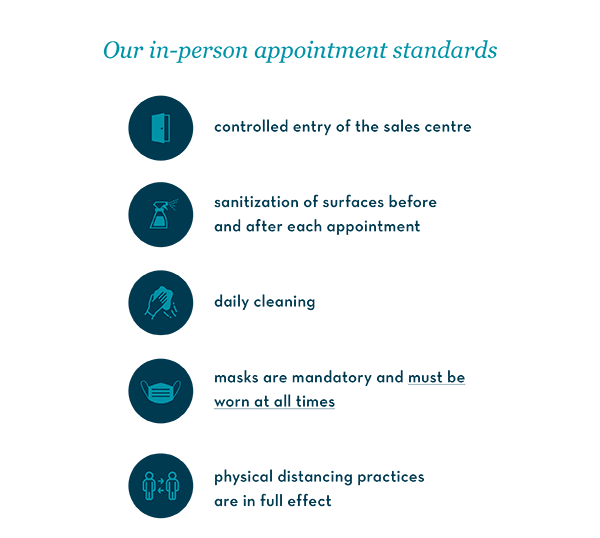 Our in-person appointment standards
controlled entry of the sales centre
sanitization of surfaces before
and after each appointment
daily cleaning
masks are mandatory and must be
worn at all times
physical distancing practices
are in full effect